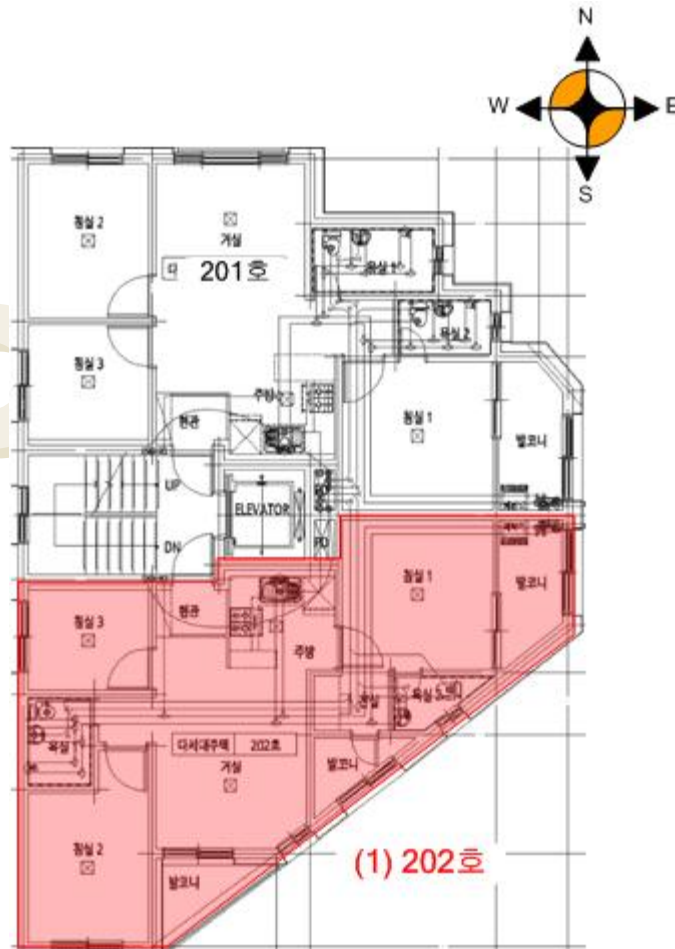 N
W E
S
침실 2
거실
201호
욕실 1
욕실 2
침실 3
주방
현관
침실 1
발코니
UP
ELEVATOR
DN
PD
침실 1
발코니
현관
침실 3
주방
욕실 2
욕실
다세대주택 202호
거실
발코니
침실 2
발코니
(1) 202호